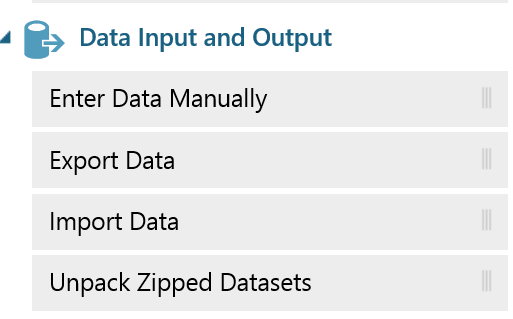 Data Input and Output
Enter Data Manually
Export Data
Import Data
Unpack Zipped Datasets